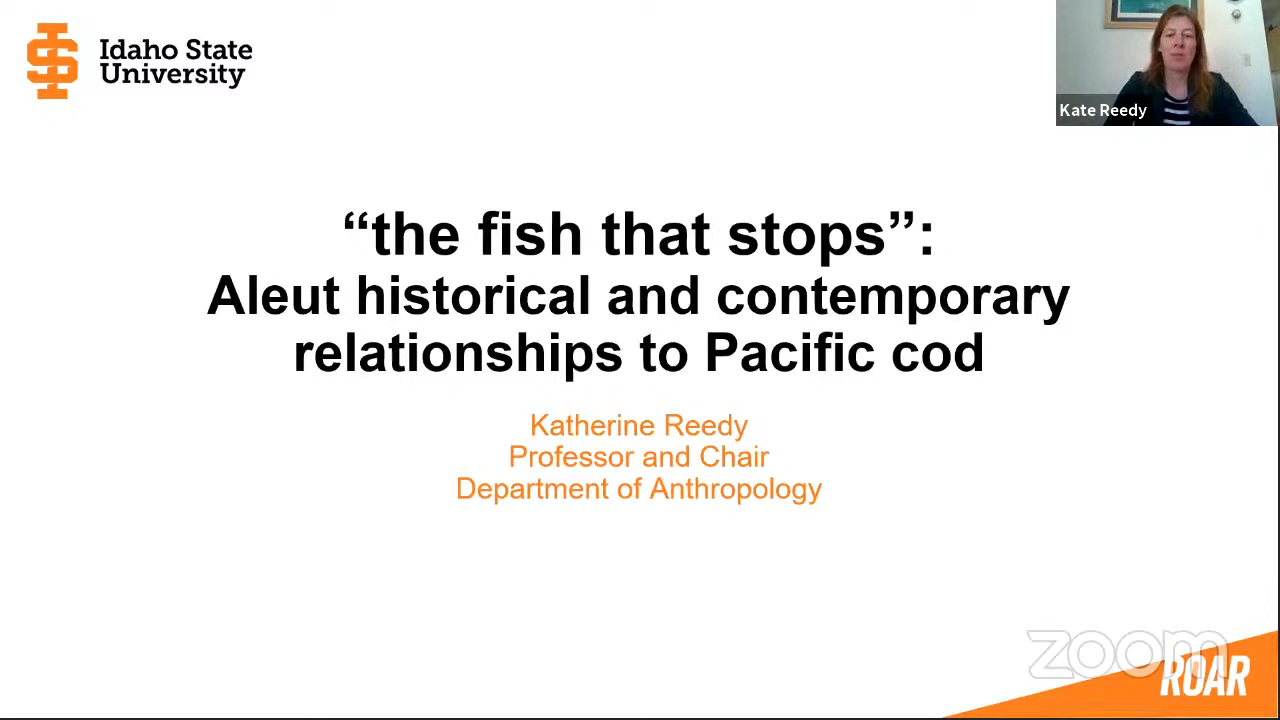 Idaho State
University
Kate Reedy
“the fish that stops”:
Aleut historical and contemporary
relationships to Pacific cod
Katherine Reedy
Professor and Chair
Department of Anthropology
zoom
ROAR